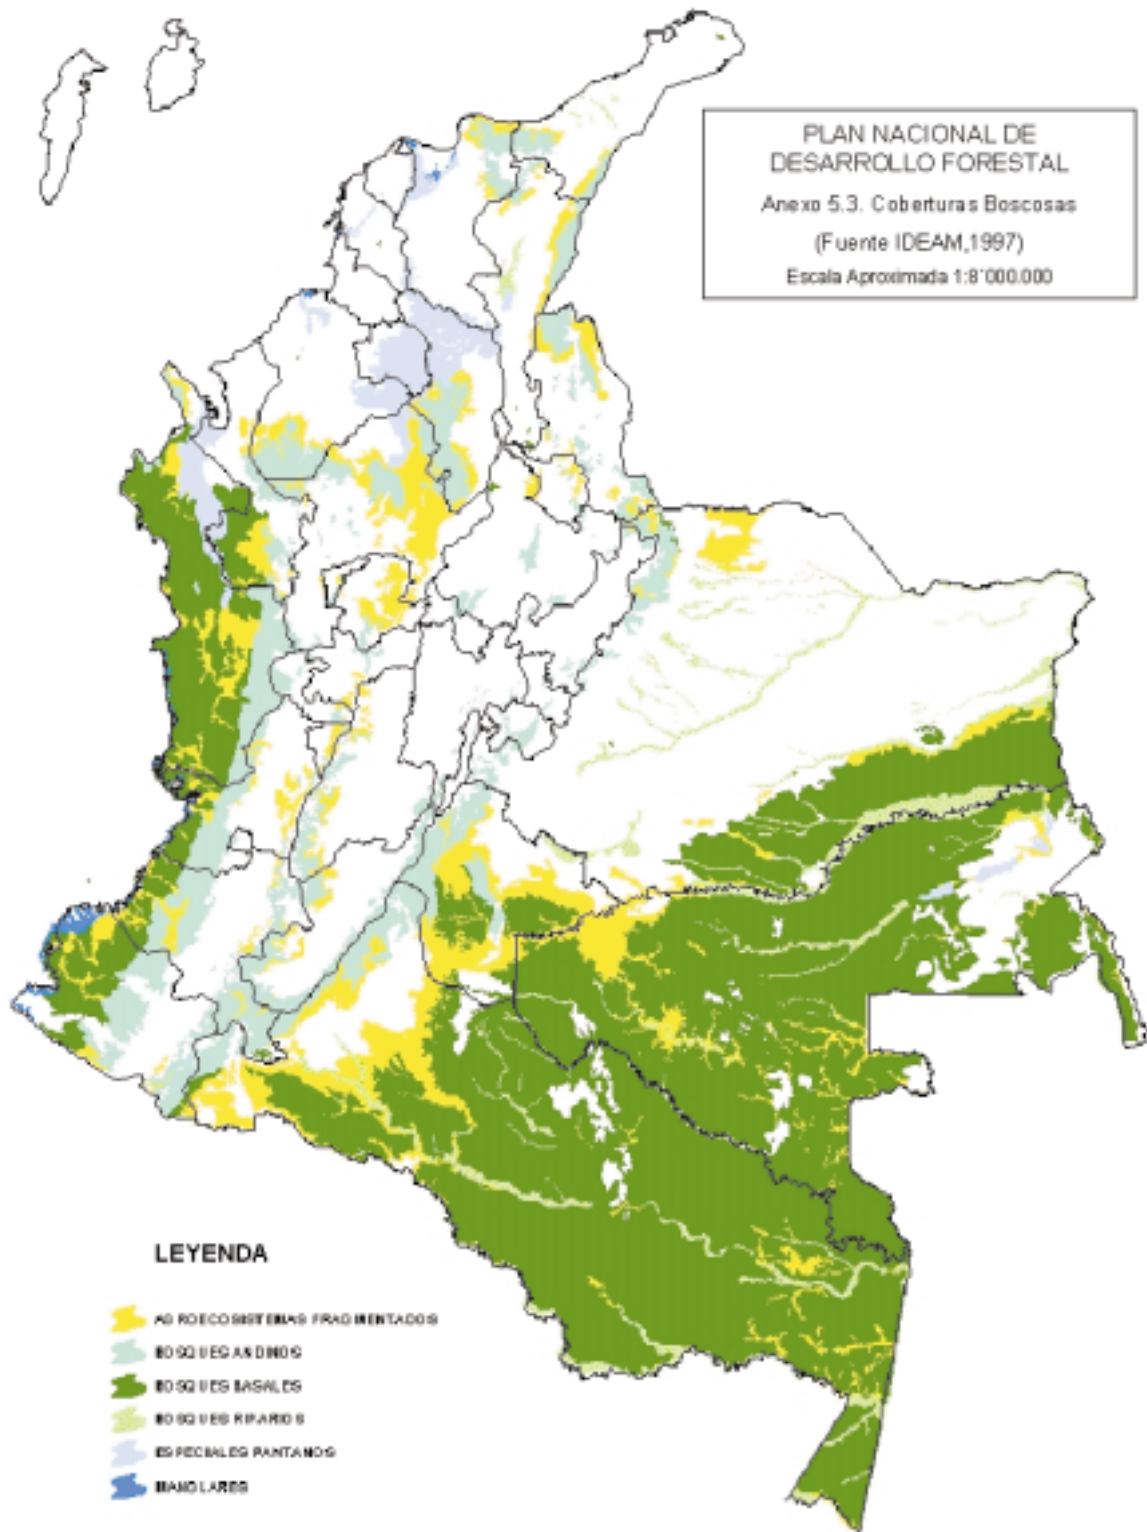 PLAN NACIONAL DE
DESARROLLO FORESTAL
Anexo 5.3. Coberturas Boscosas
(Fuente IDEAM,1997)
Escala Aproximada 1:8'000.000
LEYENDA
AGROECOSISTEMAS FRAGMENTADOS
BOSQUES ANDINOS
BOSQUES BASALES
BOSQUES RIPARIOS
ESPECIALES PANTANOS
MANGLARES